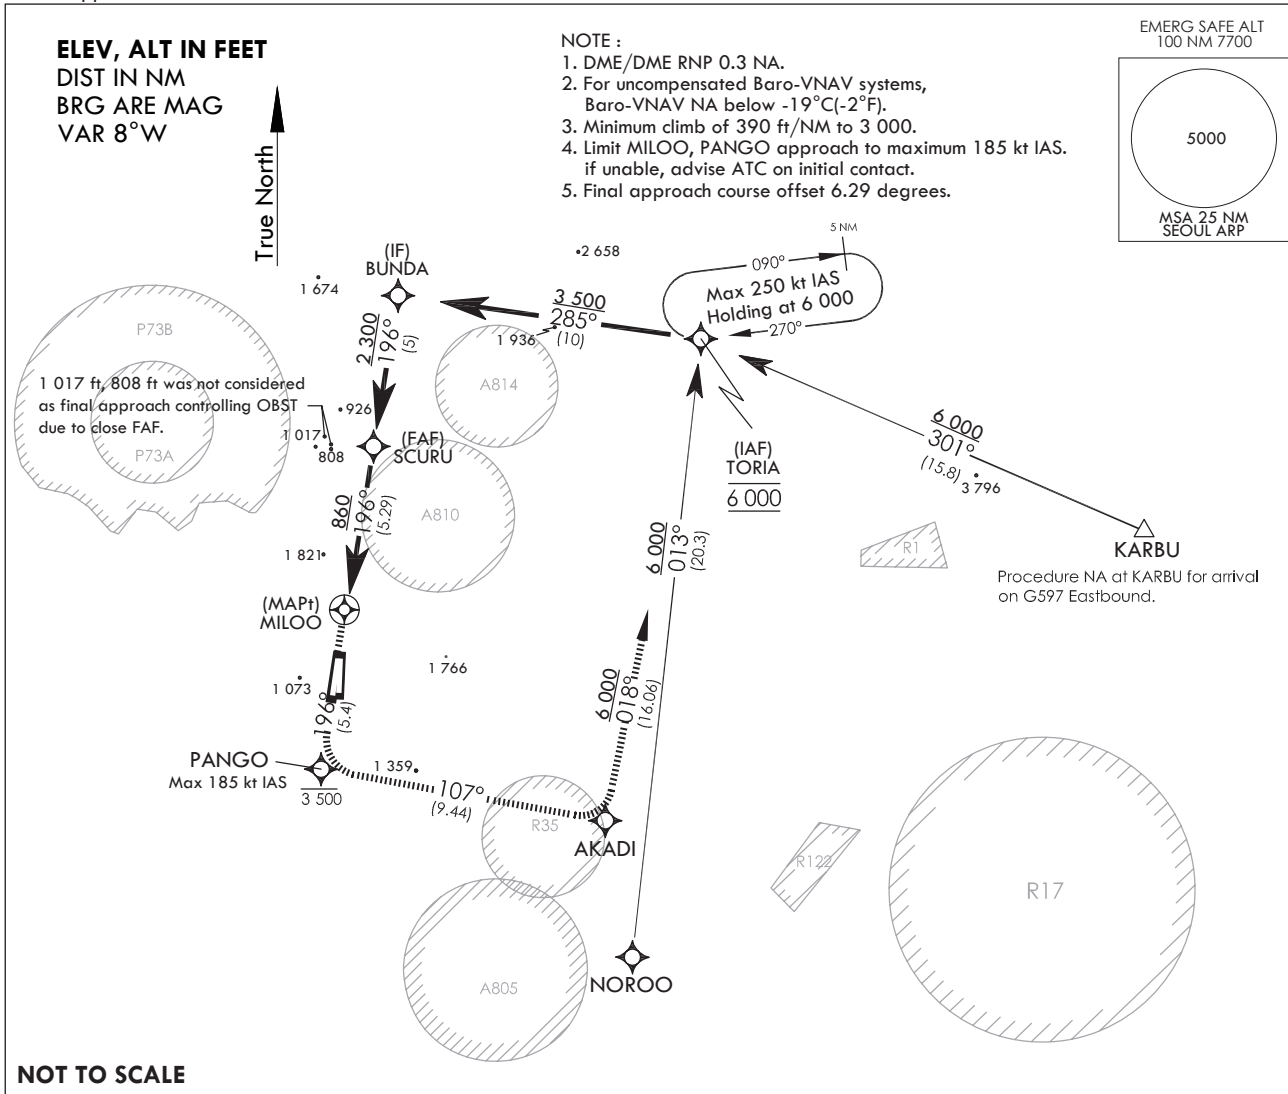 ELEV, ALT IN FEET
DIST IN NM
BRG ARE MAG
VAR 8°W
True North
NOTE :
1. DME/DME RNP 0.3 NA.
2. For uncompensated Baro-VNAV systems,
Baro-VNAV NA below -19°C(-2°F).
3. Minimum climb of 390 ft/NM to 3 000.
4. Limit MILOO, PANGO approach to maximum 185 kt IAS.
if unable, advise ATC on initial contact.
5. Final approach course offset 6.29 degrees.
EMERG SAFE ALT
100 NM 7700
5000
MSA 25 NM
SEOUL ARP
(IF)
BUNDA
1 674
2 658
5 NM
090°
Max 250 kt IAS
Holding at 6 000
270°
3 500
285°
(10)
1 936
2 300
196°
(5)
P73B
P73A
1 017 ft, 808 ft was not considered
as final approach controlling OBST
due to close FAF.
926
1 017
808
(FAF)
SCURU
A814
A810
860
196°
(5.29)
1 821
(MAPt)
MILOO
(IAF)
TORIA
6 000
6 000
301°
(15.8)
3 796
KARBU
Procedure NA at KARBU for arrival
on G597 Eastbound.
R1
6 000
013°
(20.3)
6 000
018°
(16.06)
1 766
1 073
196°
(5.4)
PANGO
Max 185 kt IAS
3 500
1 359
107°
(9.44)
R35
AKADI
R122
R17
A805
NOROO
NOT TO SCALE